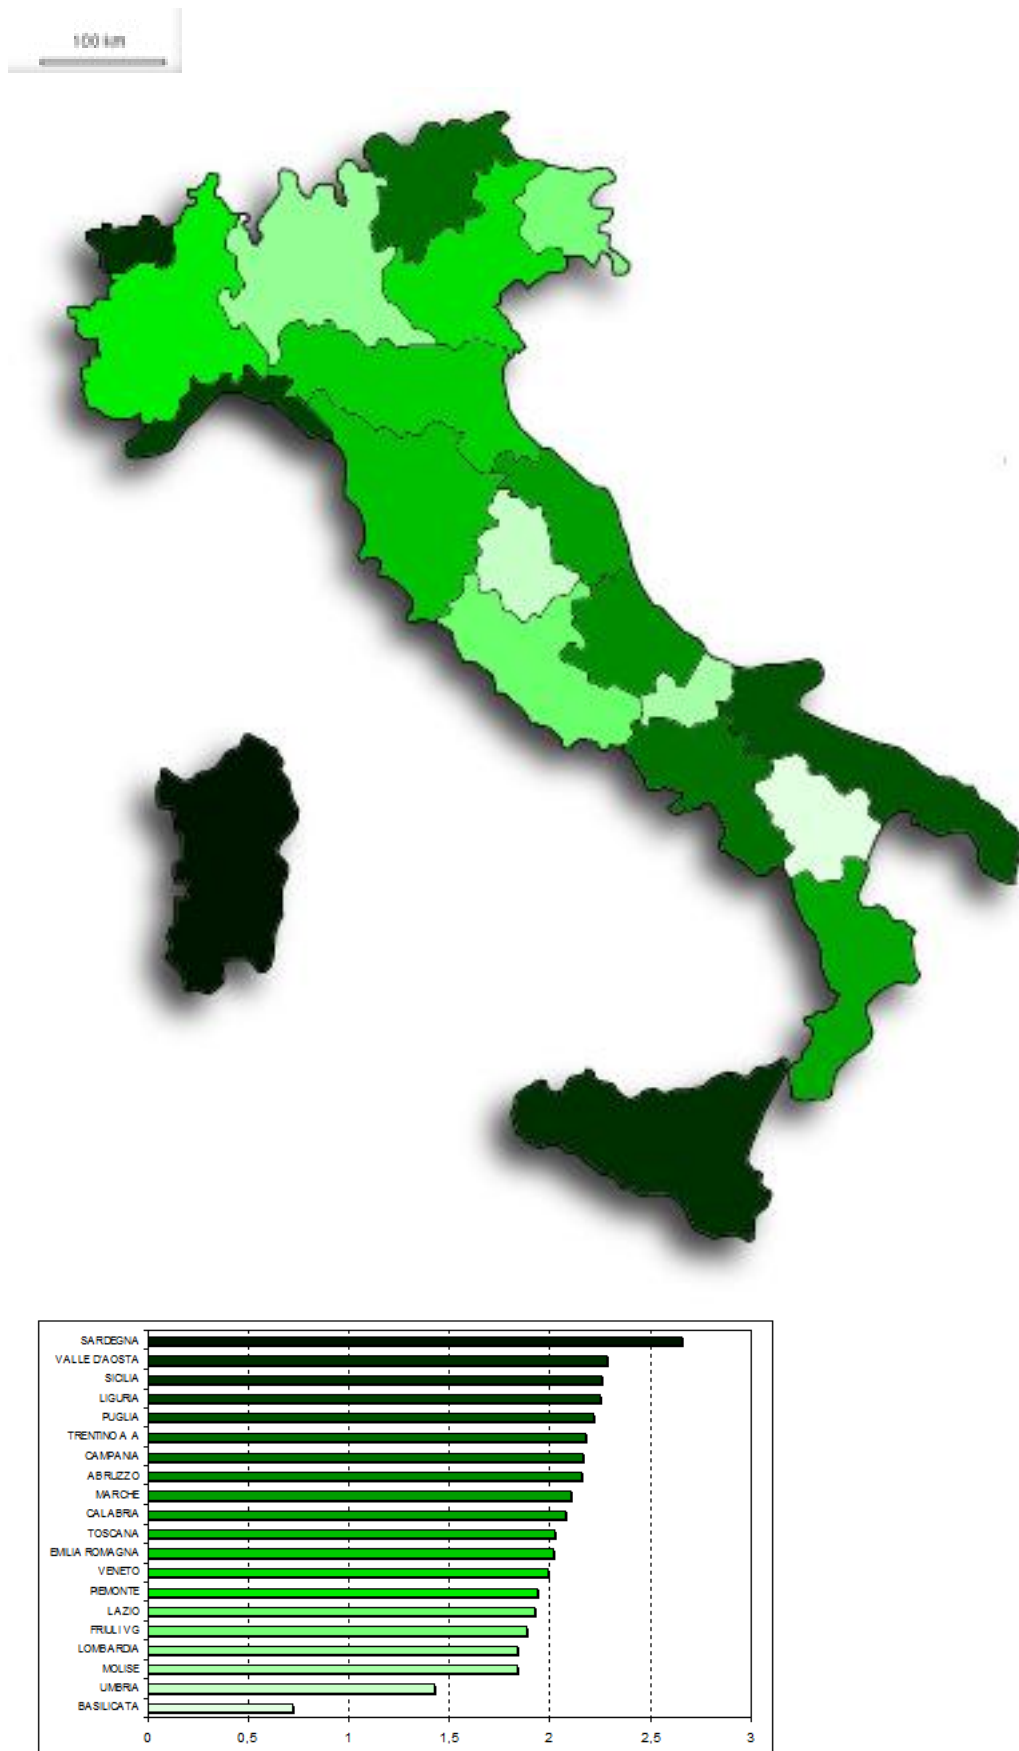 100 km
SARDEGNA
VALLE D'AOSTA
SICILIA
LIGURIA
PUGLIA
TRENTINO A A
CAMPANIA
ABRUZZO
MARCHE
CALABRIA
TOSCANA
EMILIA ROMAGNA
VENETO
PIEMONTE
LAZIO
FRIULI VG
LOMBARDIA
MOLISE
UMBRIA
BASILICATA
0 0,5 1 1,5 2 2,5 3